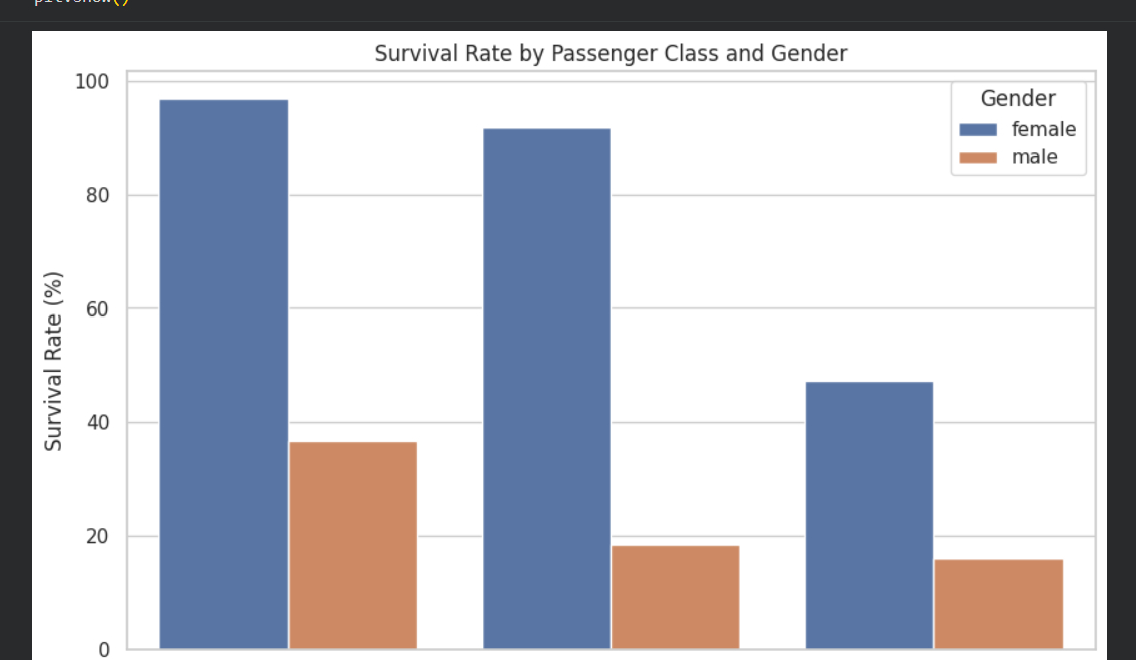 Survival Rate by Passenger Class and Gender
100
Gender
female
male
80
60
Survival Rate (%)
40
20
0